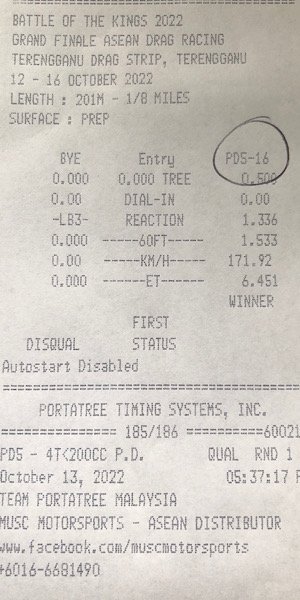 BATTLE OF THE KINGS 2022
GRAND FINALE ASEAN DRAG RACING
TERENGGANU DRAG STRIP, TERENGGANU
12 - 16 OCTOBER 2022
LENGTH : 201M - 1/8 MILES
SURFACE : PREP
BYE Entry PD5-16
0.000 0.000 TREE 0.500
0.00 DIAL-IN 0.00
-LB3- REACTION 1.336
0.000 -----60FT------ 1.533
0.00 -----KM/H----- 171.92
0.000 ------ET------- 6.451
WINNER
FIRST
DISQUAL STATUS
Autostart Disabled
PORTATREE TIMING SYSTEMS, INC.
=============== 185/186 ==========60021
PD5 - 4T<200CC P.D. QUAL RND 1
October 13, 2022 05:37:17 P
TEAM PORTATREE MALAYSIA
MUSC MOTORSPORTS - ASEAN DISTRIBUTOR
www.facebook.com/muscmotorsports
+6016-6681490